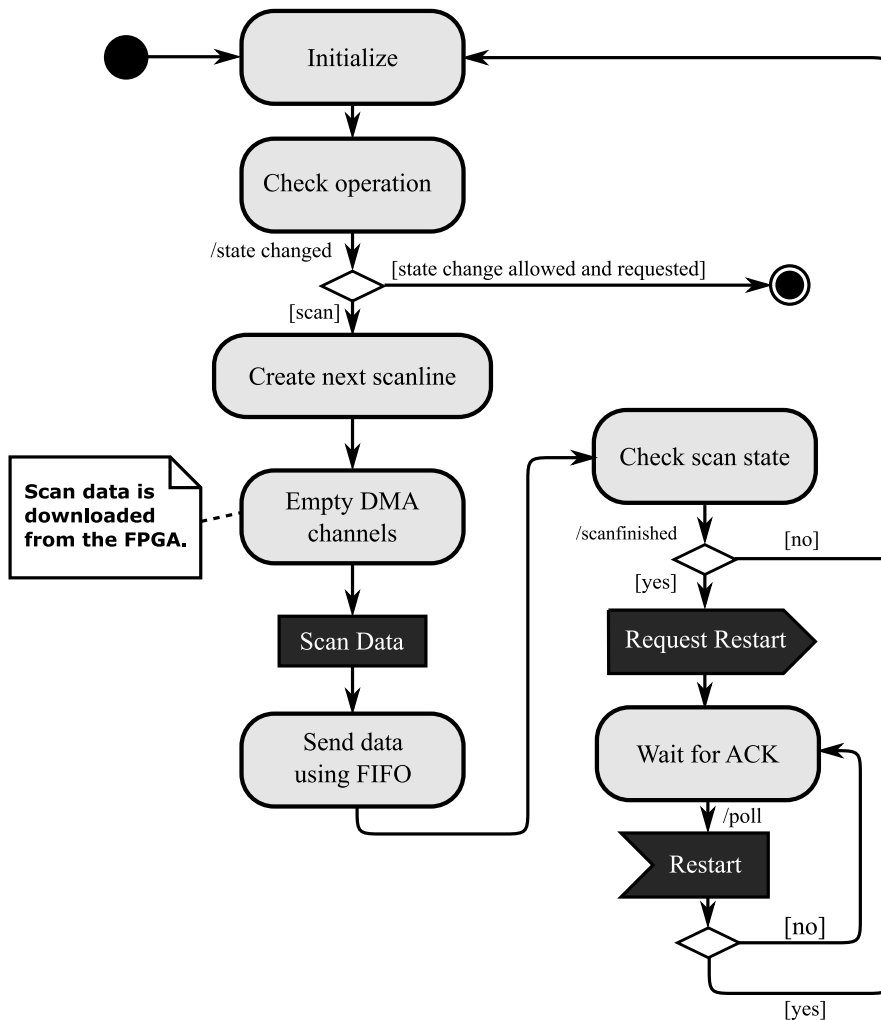 Initialize
Check operation
/state changed
[state change allowed and requested]
[scan]
Create next scanline
Scan data is
downloaded
from the FPGA.
Empty DMA
channels
Scan Data
Send data
using FIFO
Check scan state
/scanfinished
[no]
[yes]
Request Restart
Wait for ACK
/poll
Restart
[no]
[yes]